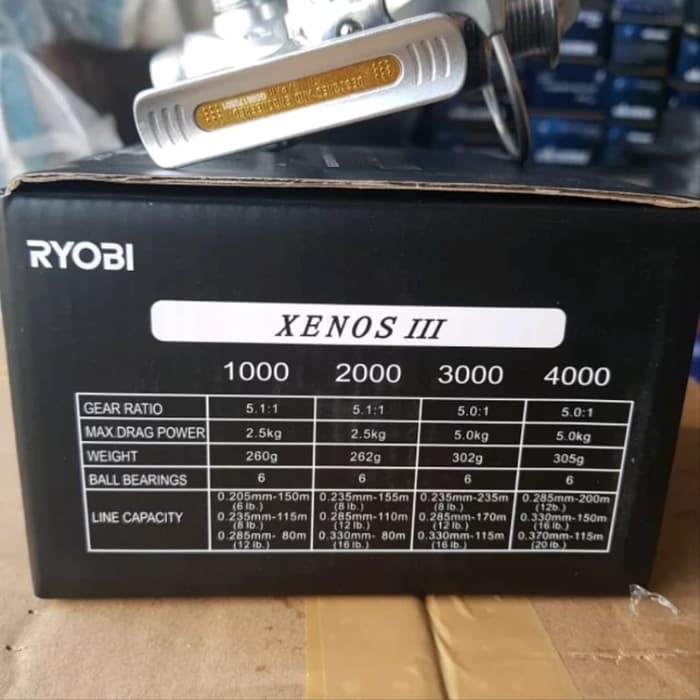 RYOBI
XENOS III
1000 2000 3000 4000
GEAR RATIO 5.1:1 5.1:1 5.0:1 5.0:1
MAX.DRAG POWER 2.5kg 2.5kg 5.0kg 5.0kg
WEIGHT 260g 262g 302g 305g
BALL BEARINGS 6 6 6 6
LINE CAPACITY
0.205mm-150m 0.235mm-155m 0.235mm-235m 0.285mm-200m
(6 lb.) (8 lb.) (8 lb.) (12b.)
0.235mm-115m 0.285mm-110m 0.285mm-170m 0.330mm-150m
(8 lb.) (12 lb.) (12 lb.) (16 lb.)
0.285mm- 80m 0.330mm- 80m 0.330mm-115m 0.370mm-115m
(12 lb.) (16 lb.) (16 lb.) (20 lb.)